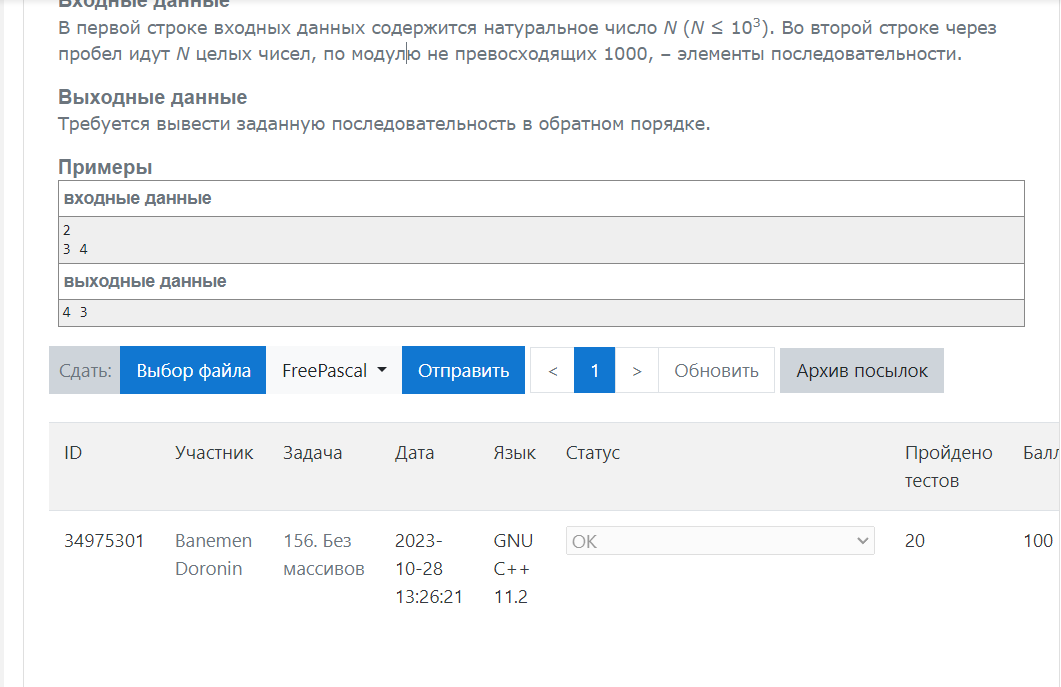 Входные данные
В первой строке входных данных содержится натуральное число N (N ≤ 10³). Во второй строке через
пробел идут N целых чисел, по модулю не превосходящих 1000, – элементы последовательности.
Выходные данные
Требуется вывести заданную последовательность в обратном порядке.
Примеры
входные данные
2
3 4
выходные данные
4 3
Сдать: Выбор файла FreePascal Отправить < 1 > Обновить Архив посылок
ID Участник Задача Дата Язык Статус Пройдено Балл
тестов
34975301 Banemen 156. Без 2023- GNU OK 20 100
Doronin массивов 10-28 C++
13:26:21 11.2